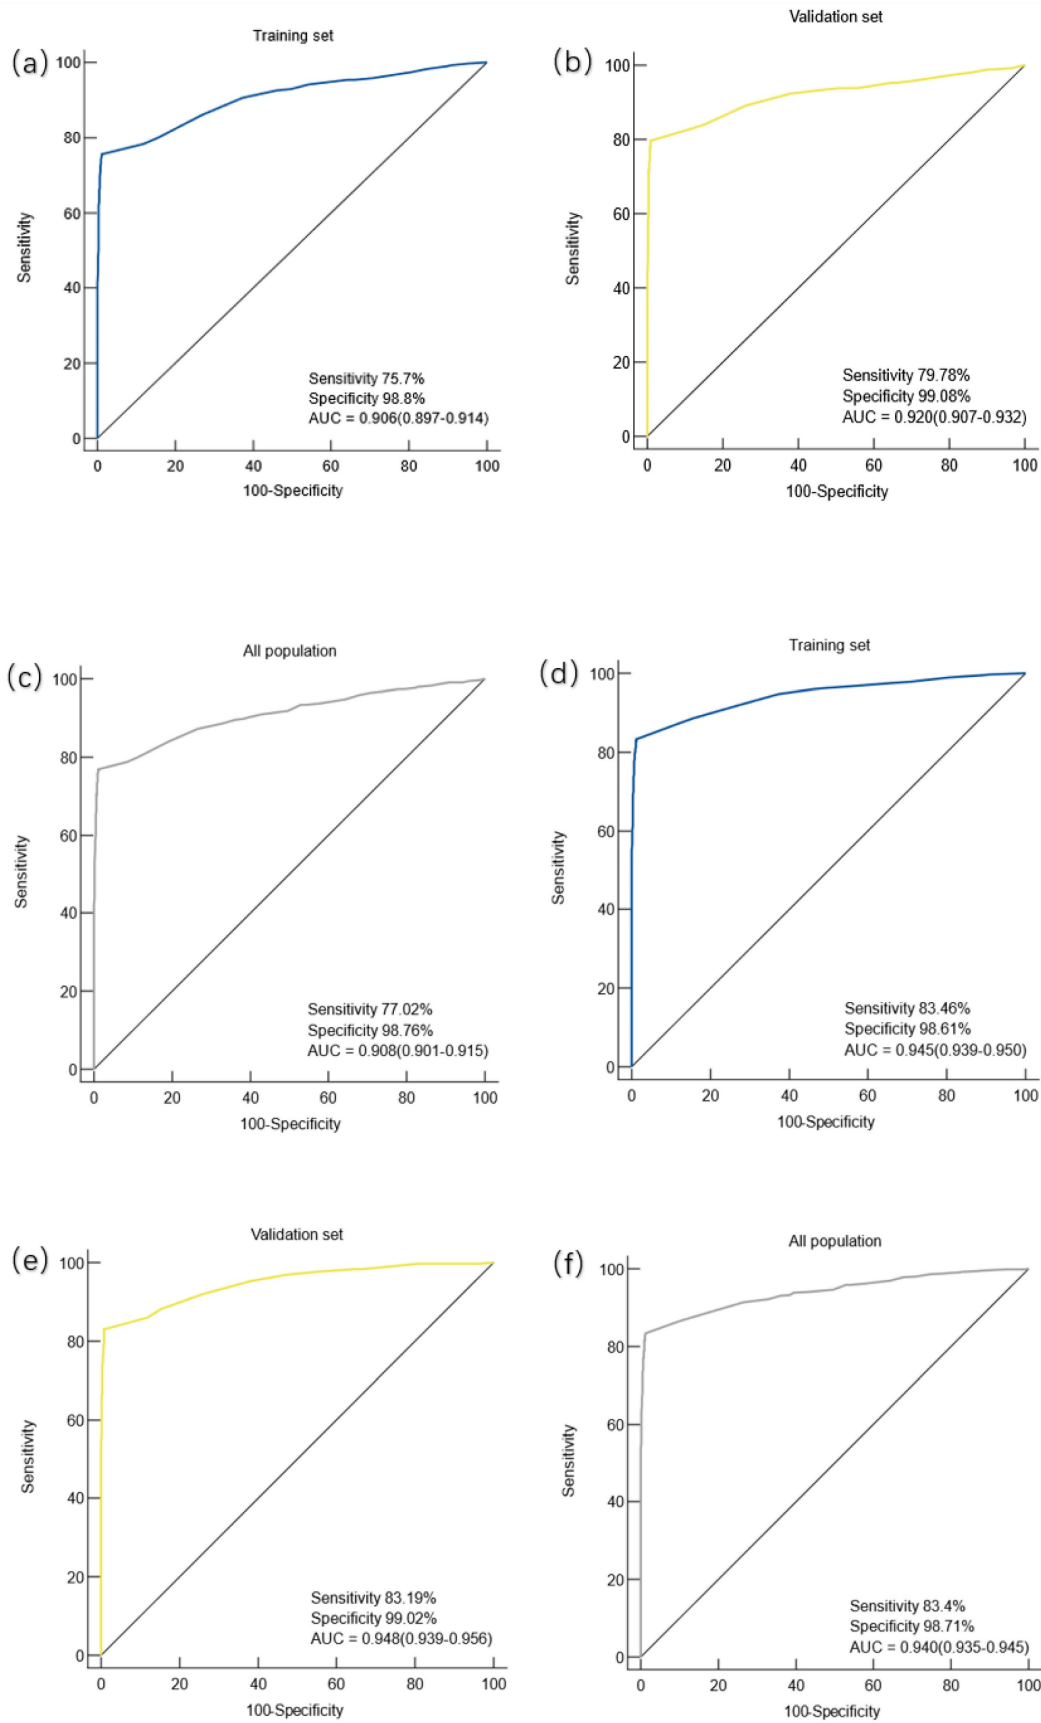 (a)
Training set
100
80
60
40
20
0
Sensitivity
Sensitivity 75.7%
Specificity 98.8%
AUC = 0.906(0.897-0.914)
0 20 40 60 80 100
100-Specificity
(b)
Validation set
100
80
60
40
20
0
Sensitivity
Sensitivity 79.78%
Specificity 99.08%
AUC = 0.920(0.907-0.932)
0 20 40 60 80 100
100-Specificity
(c)
All population
100
80
60
40
20
0
Sensitivity
Sensitivity 77.02%
Specificity 98.76%
AUC = 0.908(0.901-0.915)
0 20 40 60 80 100
100-Specificity
(d)
Training set
100
80
60
40
20
0
Sensitivity
Sensitivity 83.46%
Specificity 98.61%
AUC = 0.945(0.939-0.950)
0 20 40 60 80 100
100-Specificity
(e)
Validation set
100
80
60
40
20
0
Sensitivity
Sensitivity 83.19%
Specificity 99.02%
AUC = 0.948(0.939-0.956)
0 20 40 60 80 100
100-Specificity
(f)
All population
100
80
60
40
20
0
Sensitivity
Sensitivity 83.4%
Specificity 98.71%
AUC = 0.940(0.935-0.945)
0 20 40 60 80 100
100-Specificity